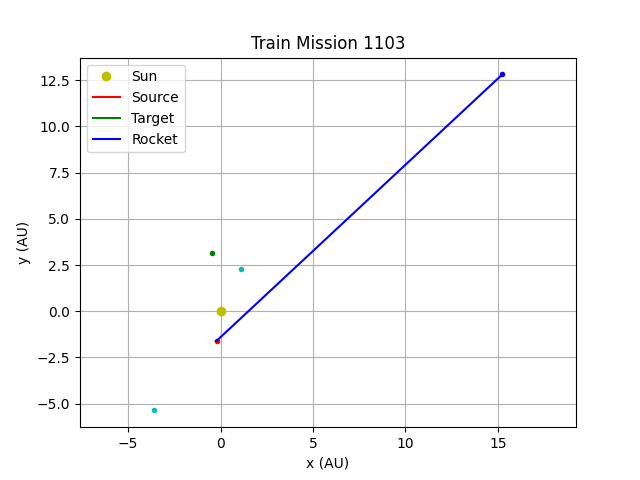 Train Mission 1103
Sun
Source
Target
Rocket
12.5
10.0
7.5
5.0
2.5
0.0
−2.5
−5.0
y (AU)
−5
0
5
10
15
x (AU)